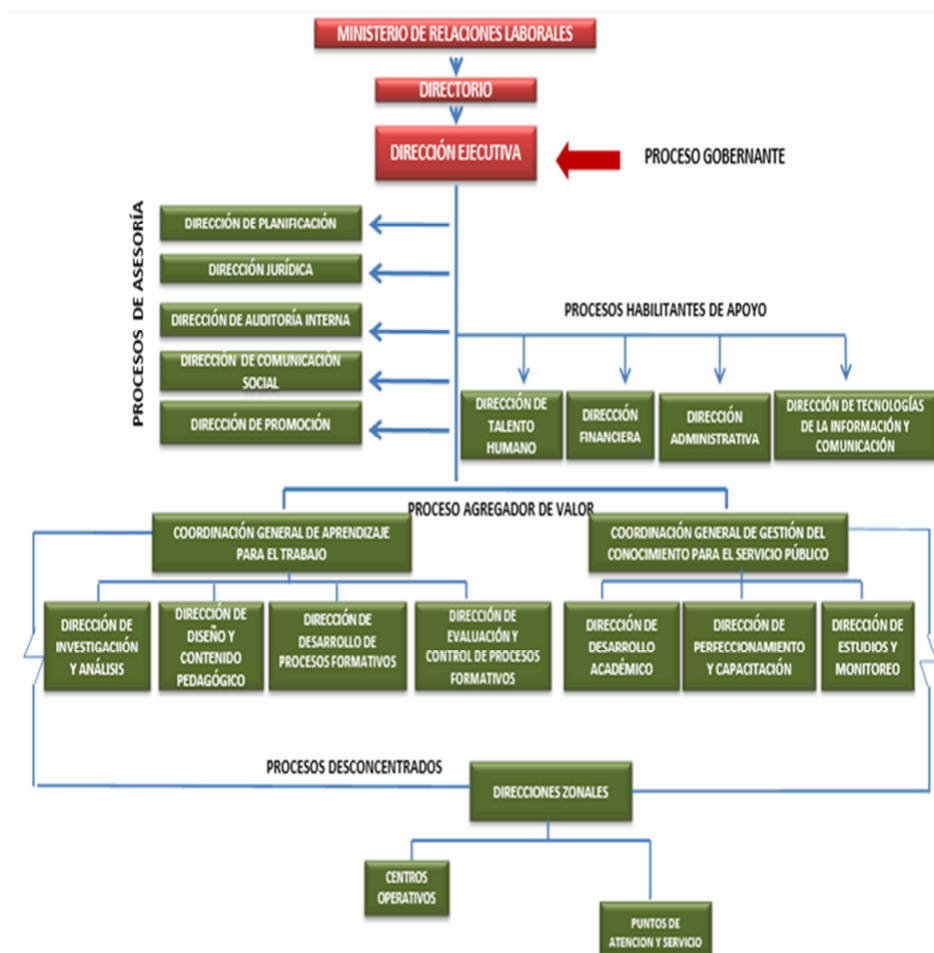 MINISTERIO DE RELACIONES LABORALES
DIRECTORIO
DIRECCIÓN EJECUTIVA
PROCESO GOBERNANTE
PROCESOS DE ASESORÍA
DIRECCIÓN DE PLANIFICACIÓN
DIRECCIÓN JURÍDICA
DIRECCIÓN DE AUDITORÍA INTERNA
DIRECCIÓN DE COMUNICACIÓN
SOCIAL
DIRECCIÓN DE PROMOCIÓN
PROCESOS HABILITANTES DE APOYO
DIRECCIÓN DE
TALENTO
HUMANO
DIRECCIÓN
FINANCIERA
DIRECCIÓN
ADMINISTRATIVA
DIRECCIÓN DE TECNOLOGÍAS
DE LA INFORMACIÓN Y
COMUNICACIÓN
PROCESO AGREGADOR DE VALOR
COORDINACIÓN GENERAL DE APRENDIZAJE
PARA EL TRABAJO
COORDINACIÓN GENERAL DE GESTIÓN DEL
CONOCIMIENTO PARA EL SERVICIO PÚBLICO
DIRECCIÓN DE
INVESTIGACIIÓN
Y ANÁLISIS
DIRECCIÓN DE
DISEÑO Y
CONTENIDO
PEDAGÓGICO
DIRECCIÓN DE
DESARROLLO DE
PROCESOS FORMATIVOS
DIRECCIÓN DE
EVALUACIÓN Y
CONTROL DE PROCESOS
FORMATIVOS
DIRECCIÓN DE
DESARROLLO
ACADÉMICO
DIRECCIÓN DE
PERFECCIONAMIENTO
Y CAPACITACIÓN
DIRECCIÓN DE
ESTUDIOS Y
MONITOREO
PROCESOS DESCONCENTRADOS
DIRECCIONES ZONALES
CENTROS
OPERATIVOS
PUNTOS DE
ATENCION Y SERVICIO